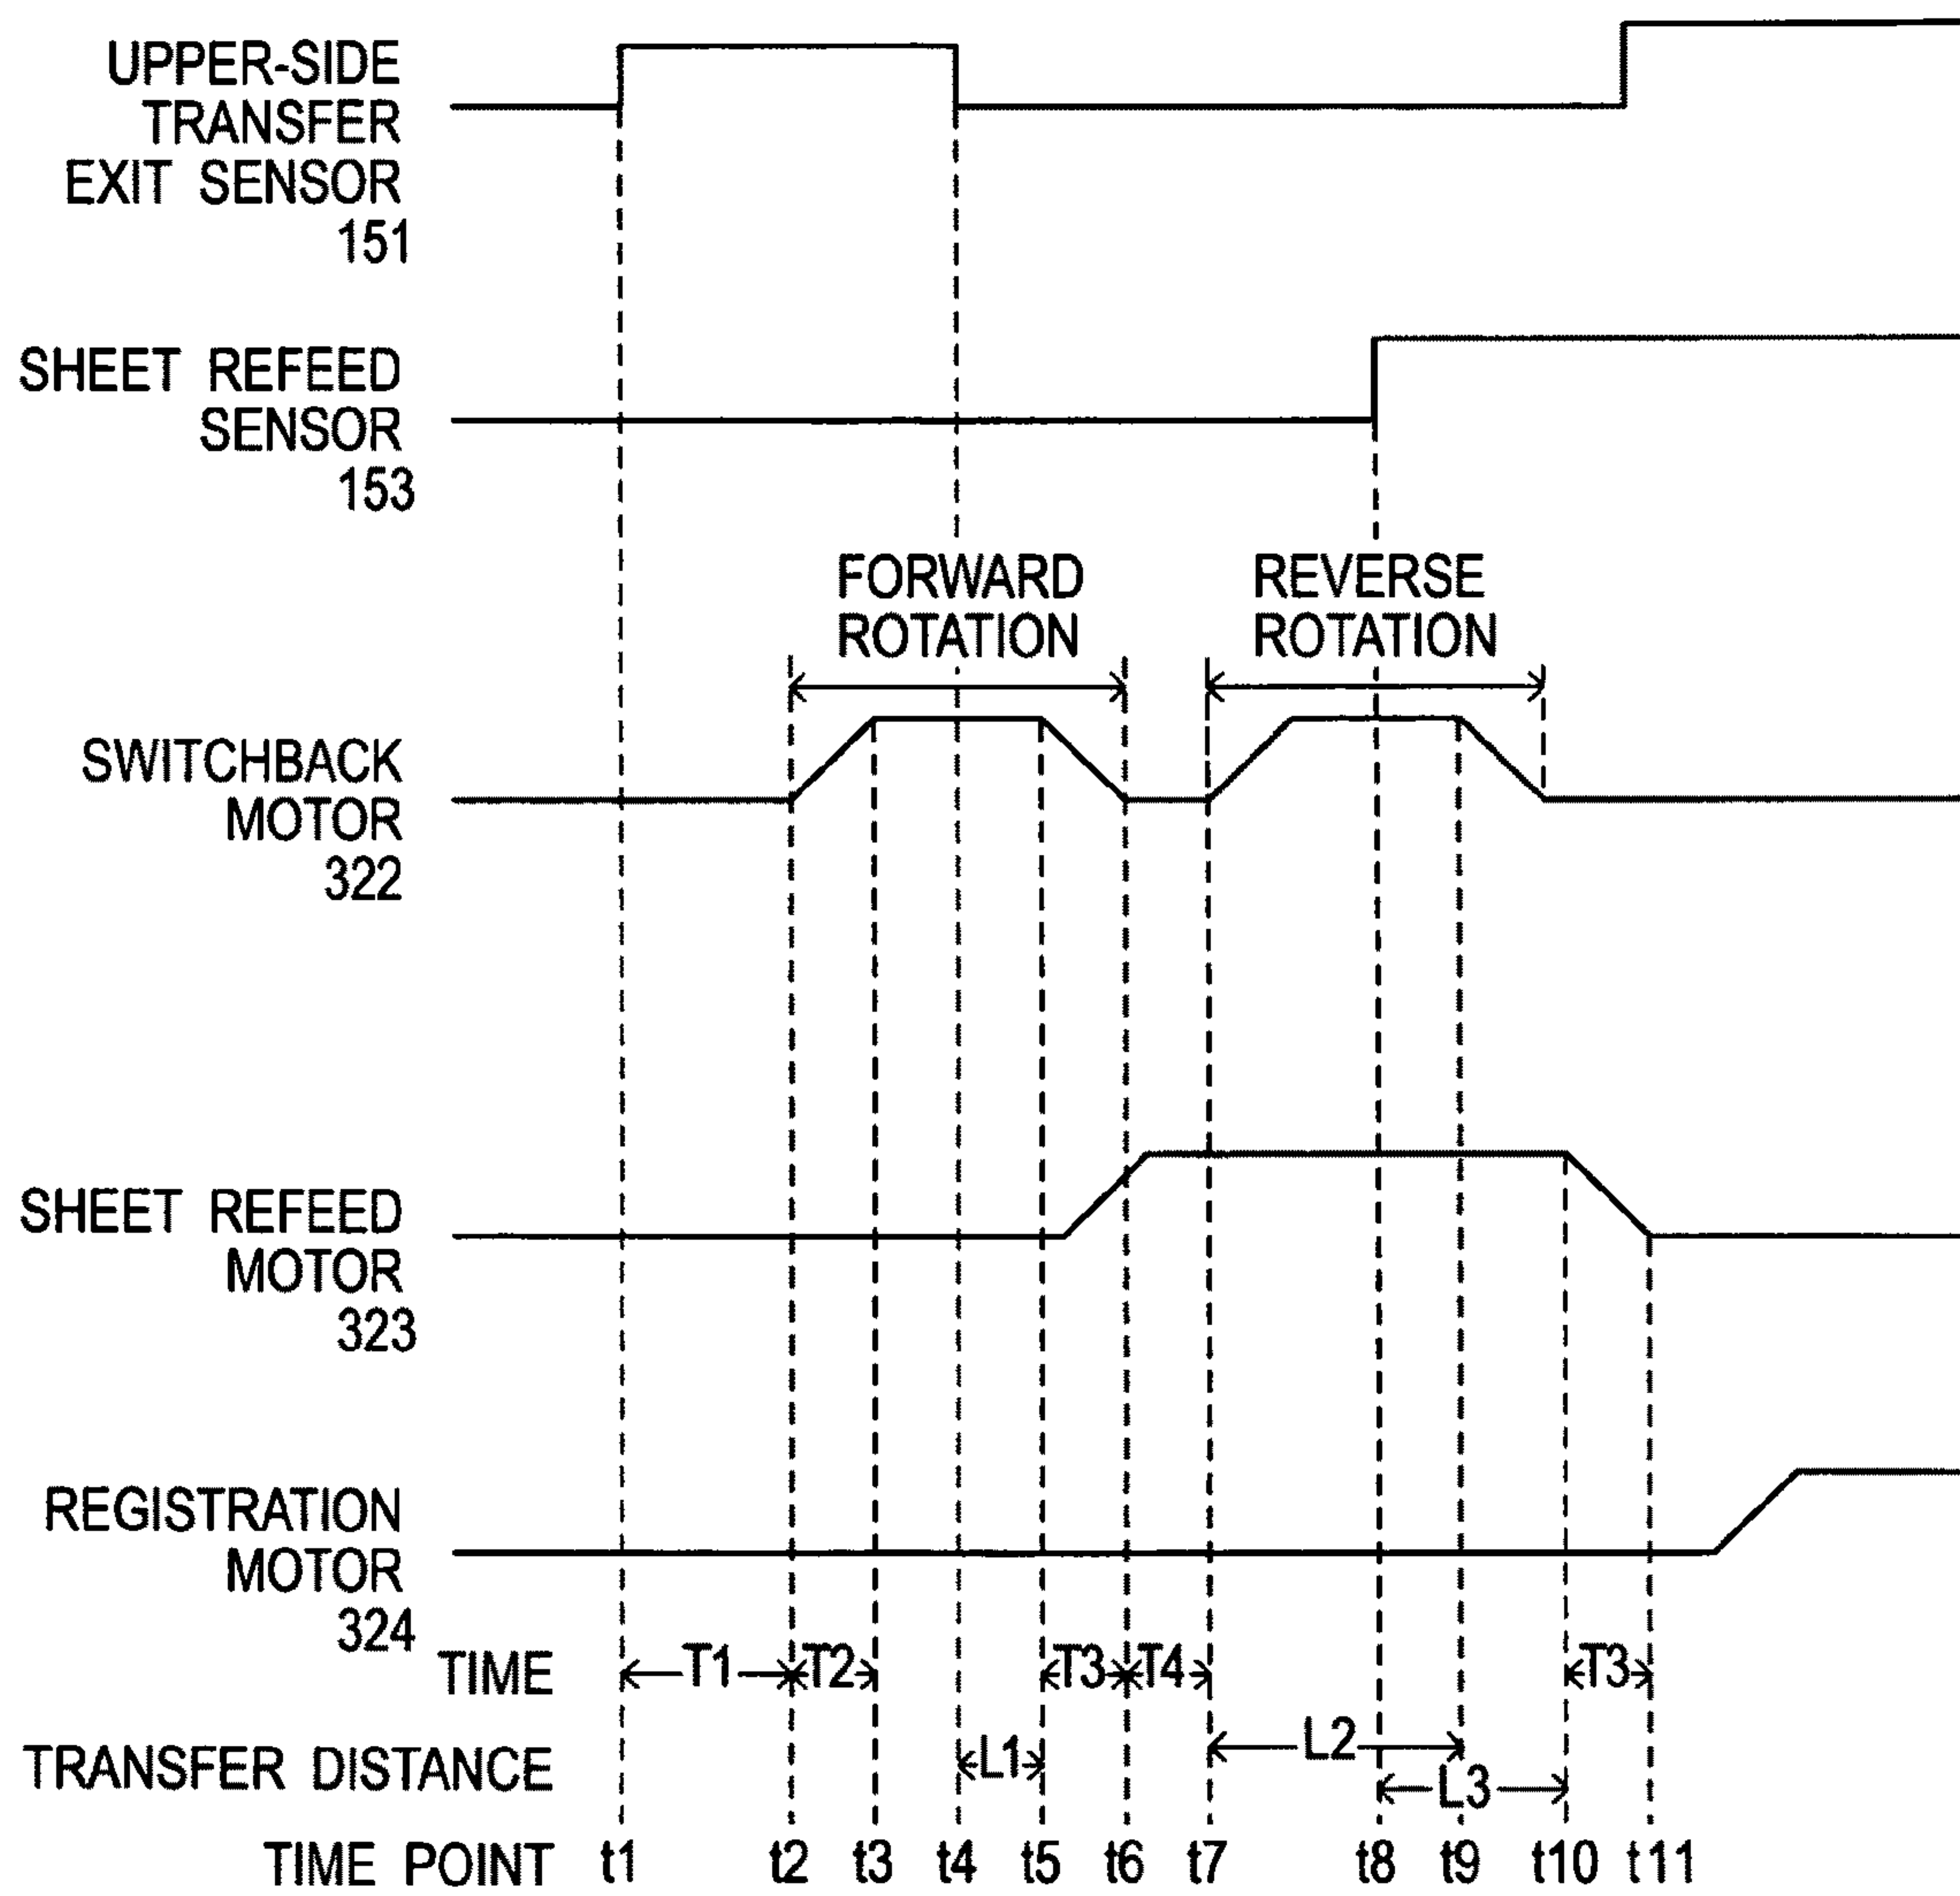 UPPER-SIDE
TRANSFER
EXIT SENSOR
151
SHEET REFEED
SENSOR
153
FORWARD
ROTATION
REVERSE
ROTATION
SWITCHBACK
MOTOR
322
SHEET REFEED
MOTOR
323
REGISTRATION
MOTOR
324
TIME T1 T2 T3 T4 T3
TRANSFER DISTANCE L1 L2 L3
TIME POINT t1 t2 t3 t4 t5 t6 t7 t8 t9 t10 t11